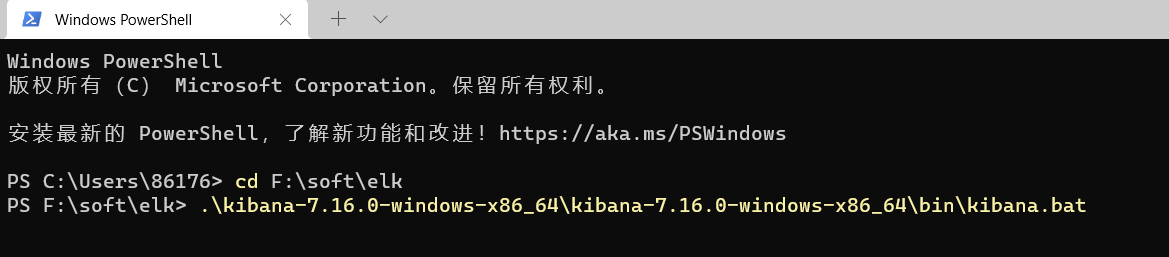 Windows PowerShell
Windows PowerShell
版权所有 (C) Microsoft Corporation。保留所有权利。
安装最新的 PowerShell，了解新功能和改进！https://aka.ms/PSWindows
PS C:\Users\86176> cd F:\soft\elk
PS F:\soft\elk> .\kibana-7.16.0-windows-x86_64\kibana-7.16.0-windows-x86_64\bin\kibana.bat